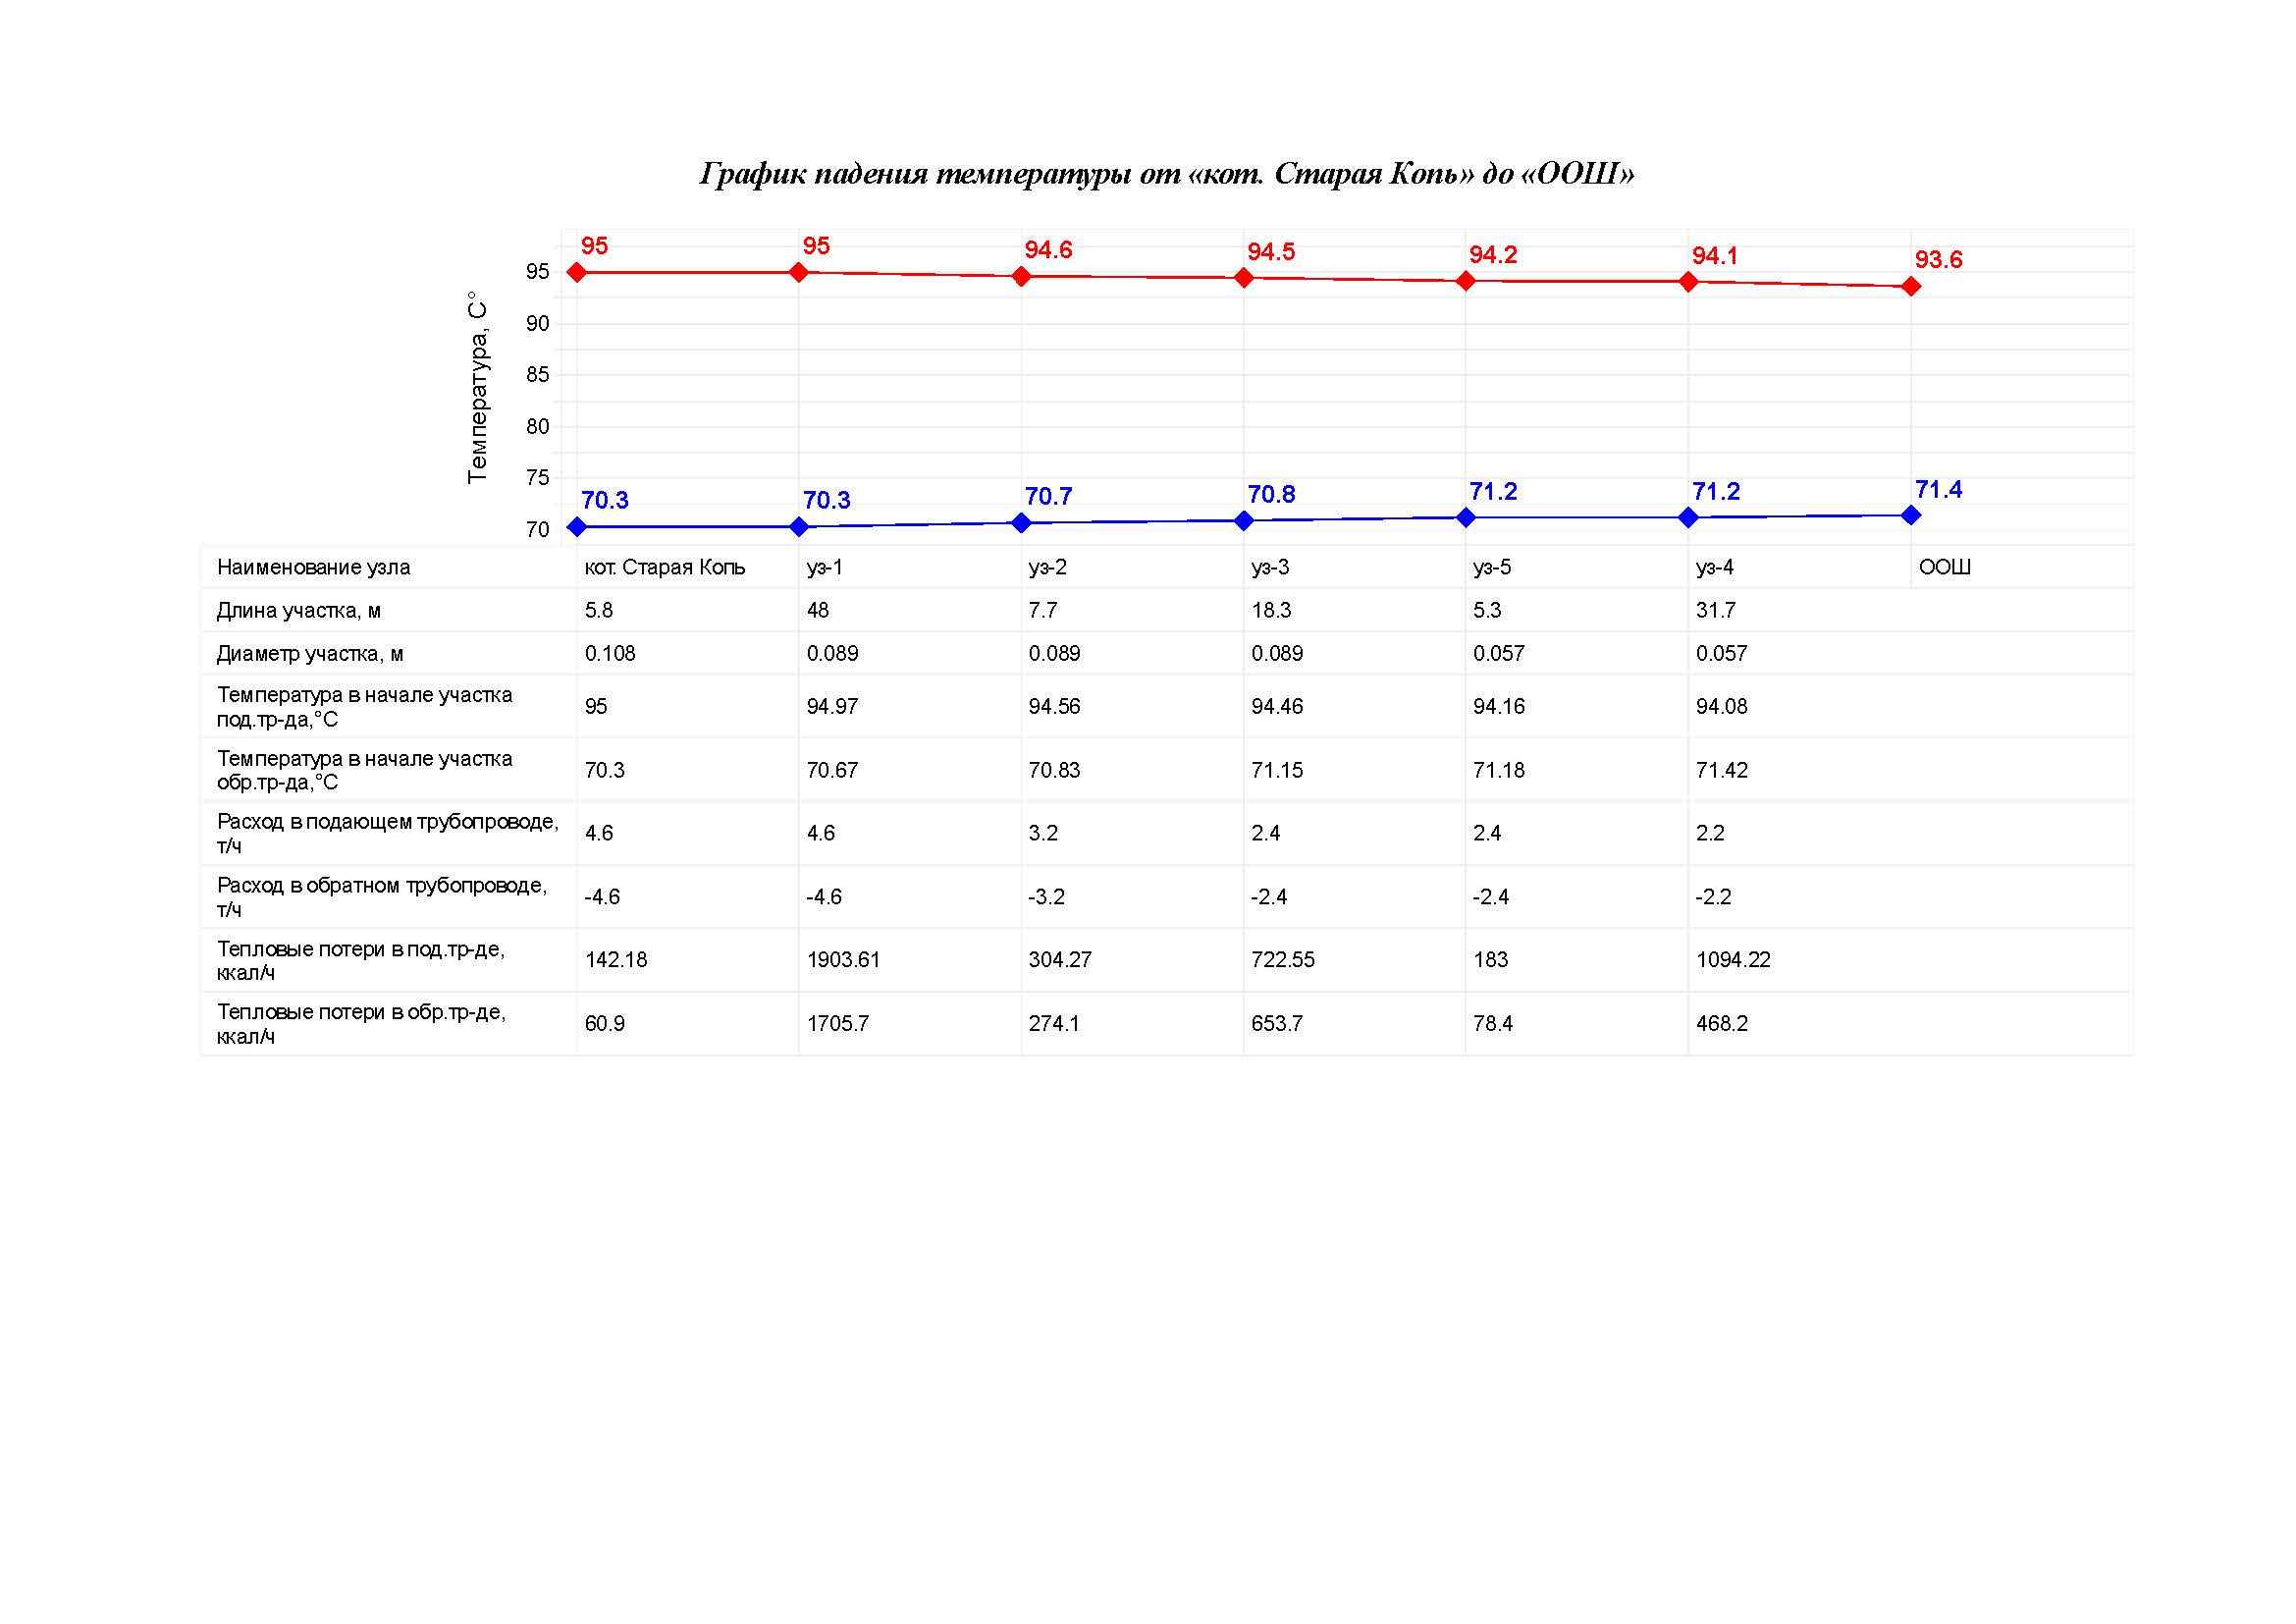 График падения температуры от «кот. Старая Копь» до «ООШ»
95 95 94.6 94.5 94.2 94.1 93.6
Температура, С°
95
90
85
80
75
70
70.3 70.3 70.7 70.8 71.2 71.2 71.4
Наименование узла кот. Старая Копь уз-1 уз-2 уз-3 уз-5 уз-4 ООШ
Длина участка, м 5.8 48 7.7 18.3 5.3 31.7
Диаметр участка, м 0.108 0.089 0.089 0.089 0.057 0.057
Температура в начале участка
под.тр-да,°С 95 94.97 94.56 94.46 94.16 94.08
Температура в начале участка
обр.тр-да,°С 70.3 70.67 70.83 71.15 71.18 71.42
Расход в подающем трубопроводе,
т/ч 4.6 4.6 3.2 2.4 2.4 2.2
Расход в обратном трубопроводе,
т/ч -4.6 -4.6 -3.2 -2.4 -2.4 -2.2
Тепловые потери в под.тр-де,
ккал/ч 142.18 1903.61 304.27 722.55 183 1094.22
Тепловые потери в обр.тр-де,
ккал/ч 60.9 1705.7 274.1 653.7 78.4 468.2